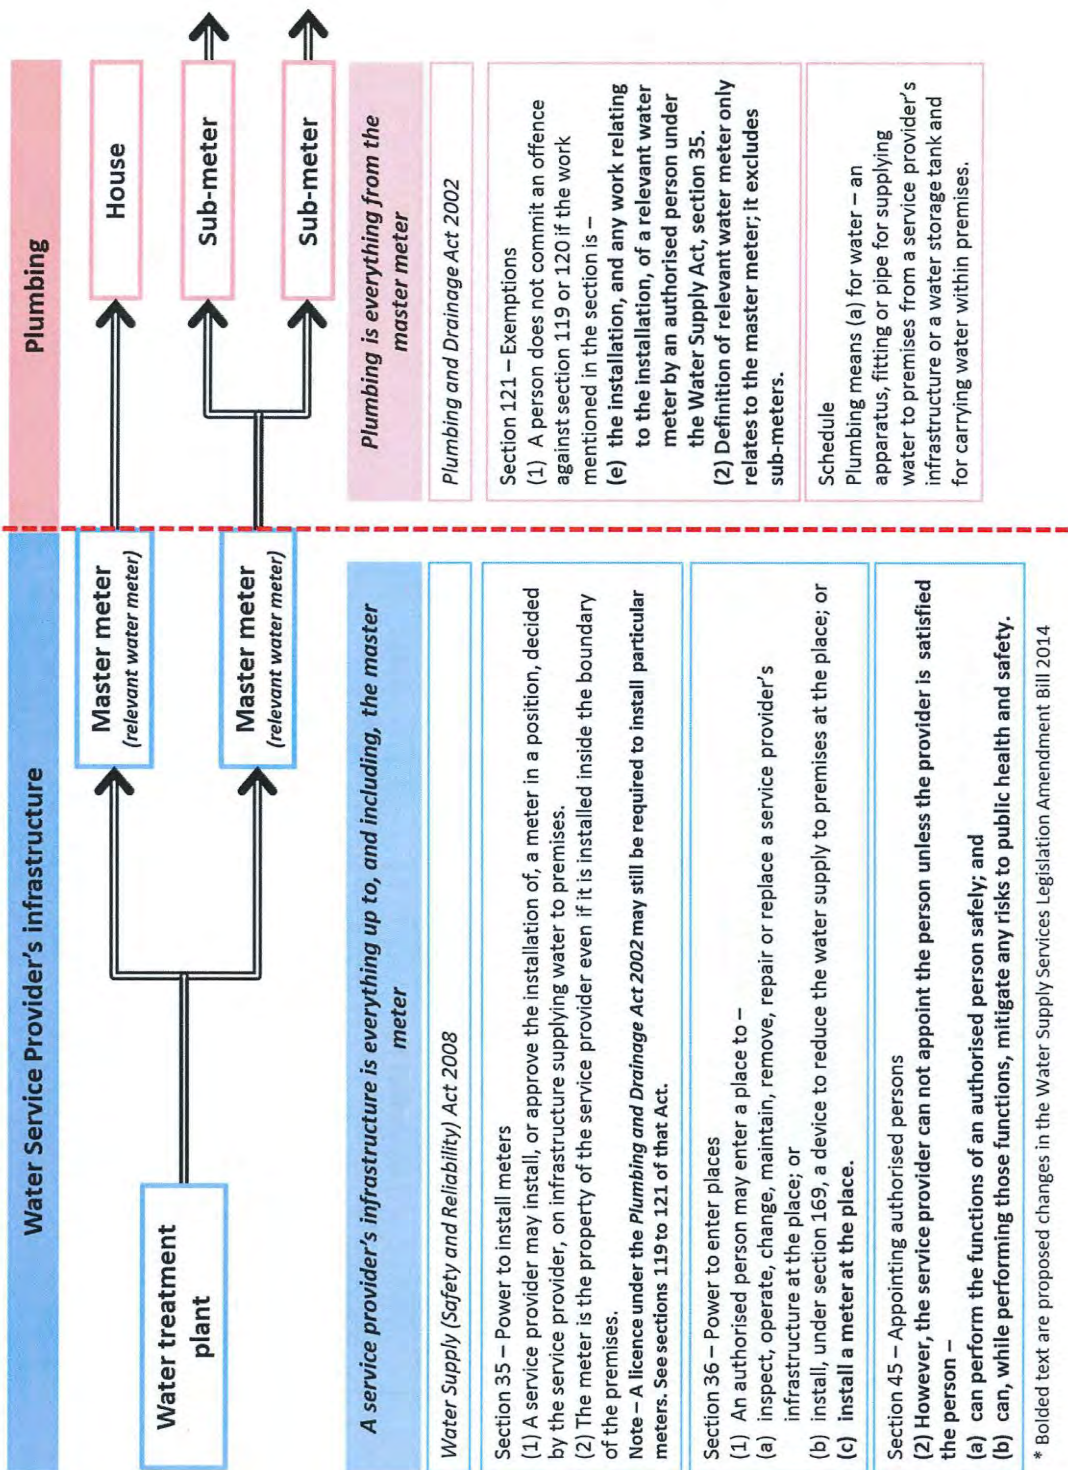 Water Service Provider's infrastructure
Plumbing
Water treatment
plant
Master meter
(relevant water meter)
Master meter
(relevant water meter)
House
Sub-meter
Sub-meter
A service provider's infrastructure is everything up to, and including, the master
meter
Water Supply (Safety and Reliability) Act 2008
Section 35 – Power to install meters
(1) A service provider may install, or approve the installation of, a meter in a position, decided
by the service provider, on infrastructure supplying water to premises.
(2) The meter is the property of the service provider even if it is installed inside the boundary
of the premises.
Note – A licence under the Plumbing and Drainage Act 2002 may still be required to install particular
meters. See sections 119 to 121 of that Act.
Section 36 – Power to enter places
(1) An authorised person may enter a place to –
(a) inspect, operate, change, maintain, remove, repair or replace a service provider's
infrastructure at the place; or
(b) install, under section 169, a device to reduce the water supply to premises at the place; or
(c) install a meter at the place.
Section 45 – Appointing authorised persons
(2) However, the service provider can not appoint the person unless the provider is satisfied
the person –
(a) can perform the functions of an authorised person safely; and
(b) can, while performing those functions, mitigate any risks to public health and safety.
* Bolded text are proposed changes in the Water Supply Services Legislation Amendment Bill 2014
Plumbing is everything from the
master meter
Plumbing and Drainage Act 2002
Section 121 – Exemptions
(1) A person does not commit an offence
against section 119 or 120 if the work
mentioned in the section is –
(e) the installation, and any work relating
to the installation, of a relevant water
meter by an authorised person under
the Water Supply Act, section 35.
(2) Definition of relevant water meter only
relates to the master meter; it excludes
sub-meters.
Schedule
Plumbing means (a) for water – an
apparatus, fitting or pipe for supplying
water to premises from a service provider's
infrastructure or a water storage tank and
for carrying water within premises.